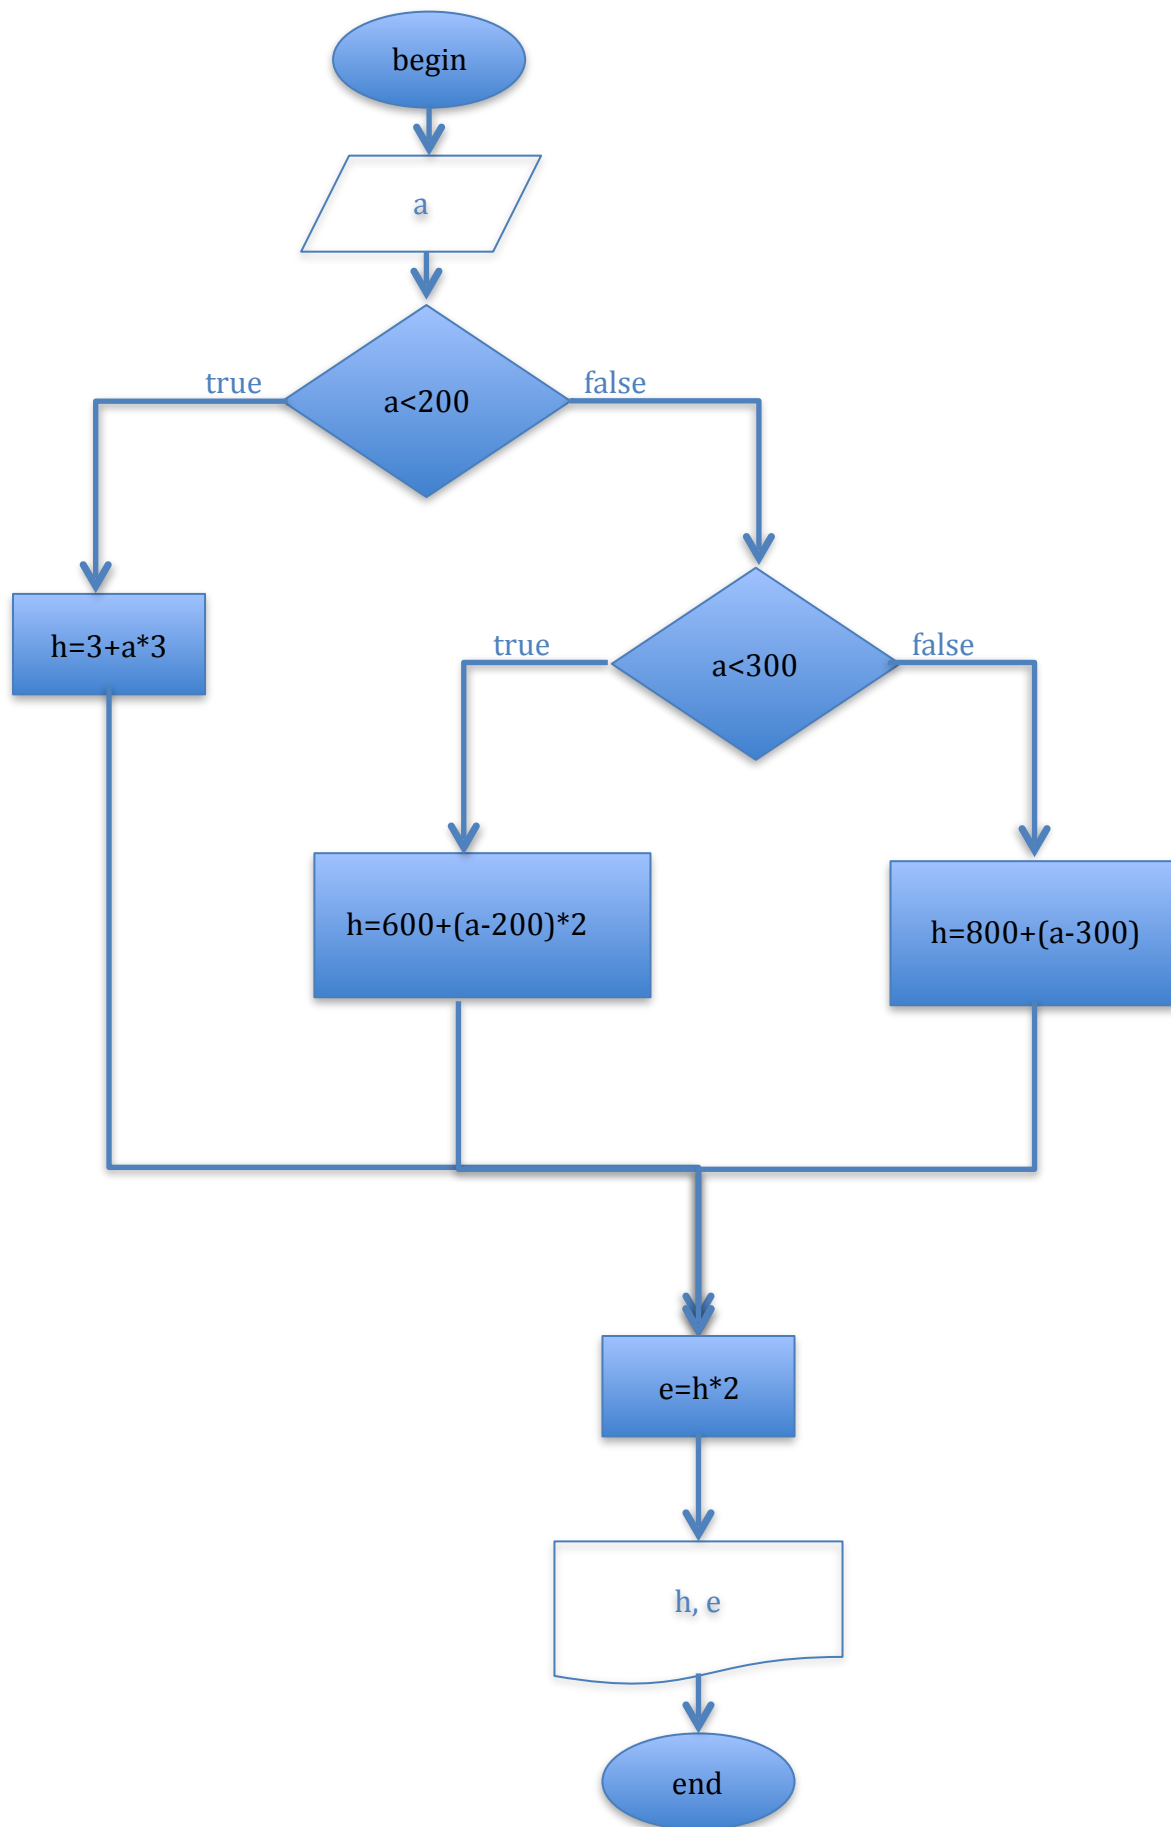 begin
a
a<200
true
false
h=3+a*3
a<300
true
false
h=600+(a-200)*2
h=800+(a-300)
e=h*2
h, e
end